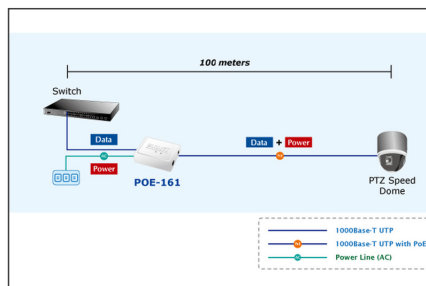 100 meters
Switch
Data
Data + Power
Power
POE-161
PTZ Speed
Dome
1000Base-T UTP
1000Base-T UTP with PoE
Power Line (AC)